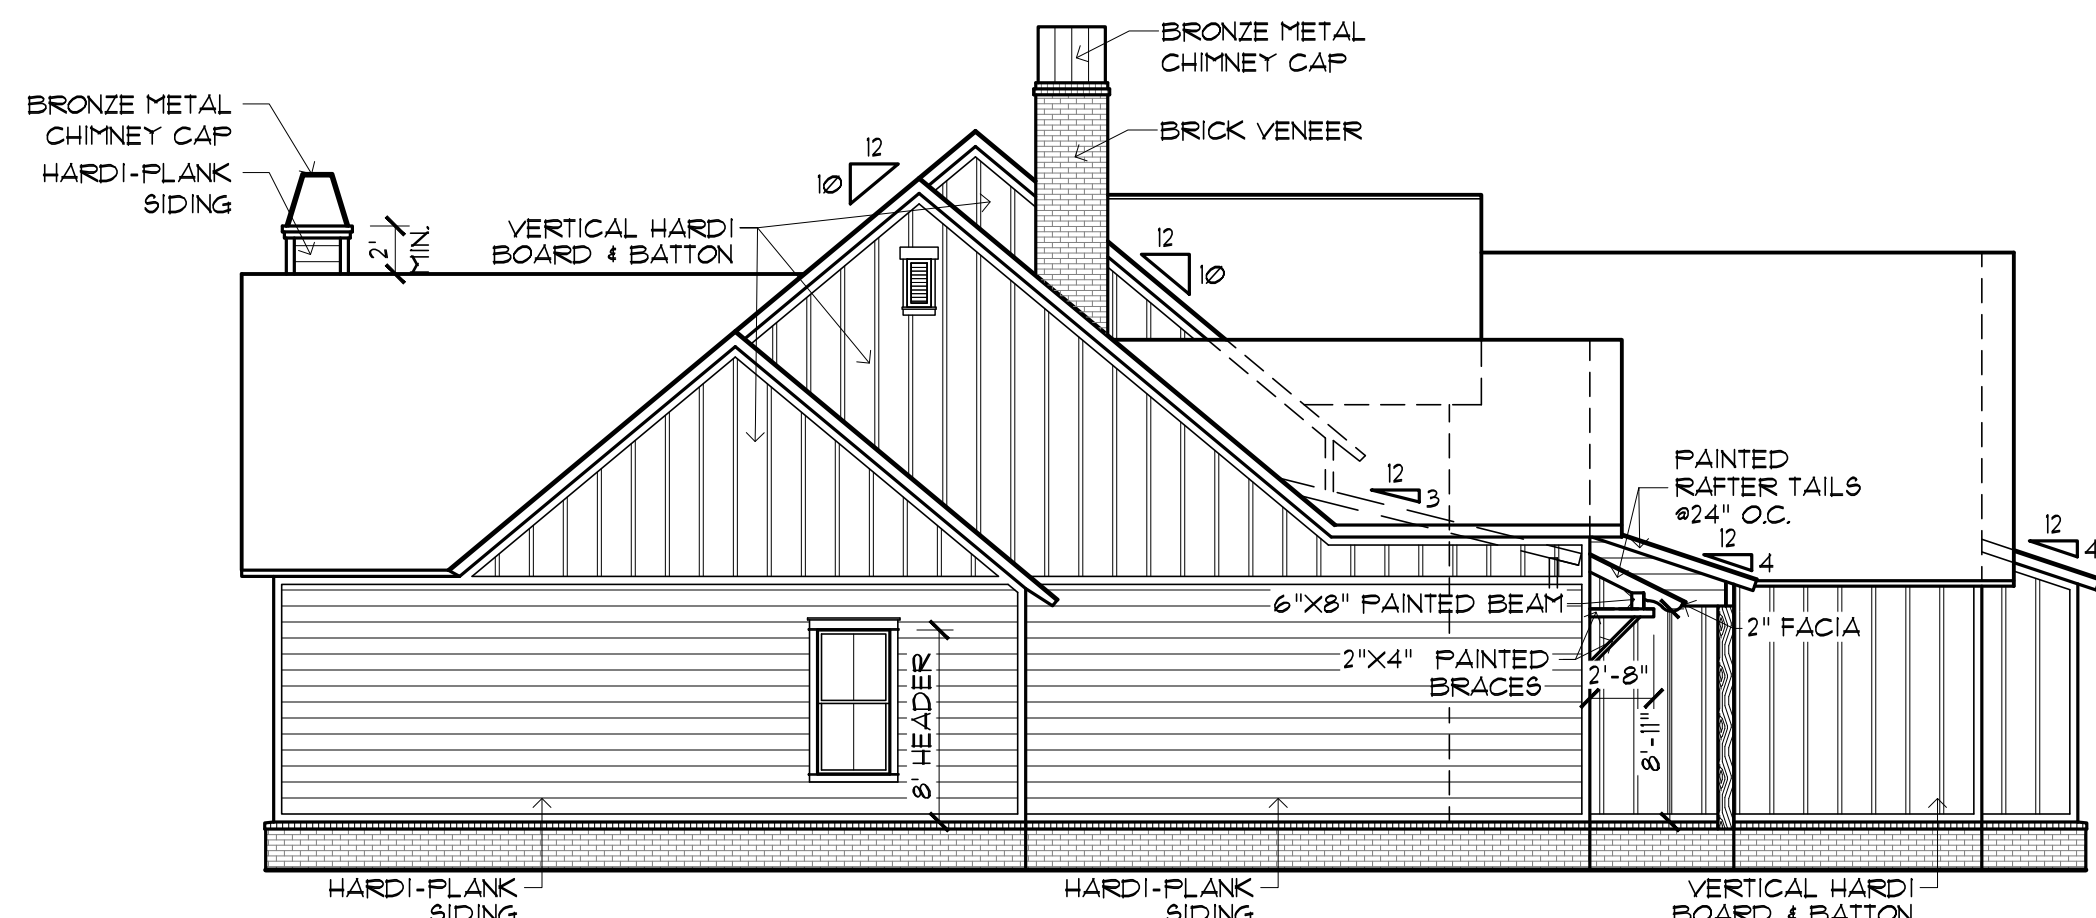 BRONZE METAL
CHIMNEY CAP
BRONZE METAL
CHIMNEY CAP
HARDI-PLANK
SIDING
BRICK VENEER
12
10
2'
MIN.
VERTICAL HARDI
BOARD & BATTON
12
10
PAINTED
RAFTER TAILS
@24" O.C.
12
3
12
4
12
4
6"X8" PAINTED BEAM
2" FACIA
2"X4" PAINTED
BRACES
2'-8"
8' HEADER
8'-11"
HARDI-PLANK
SIDING
HARDI-PLANK
SIDING
VERTICAL HARDI
BOARD & BATTON